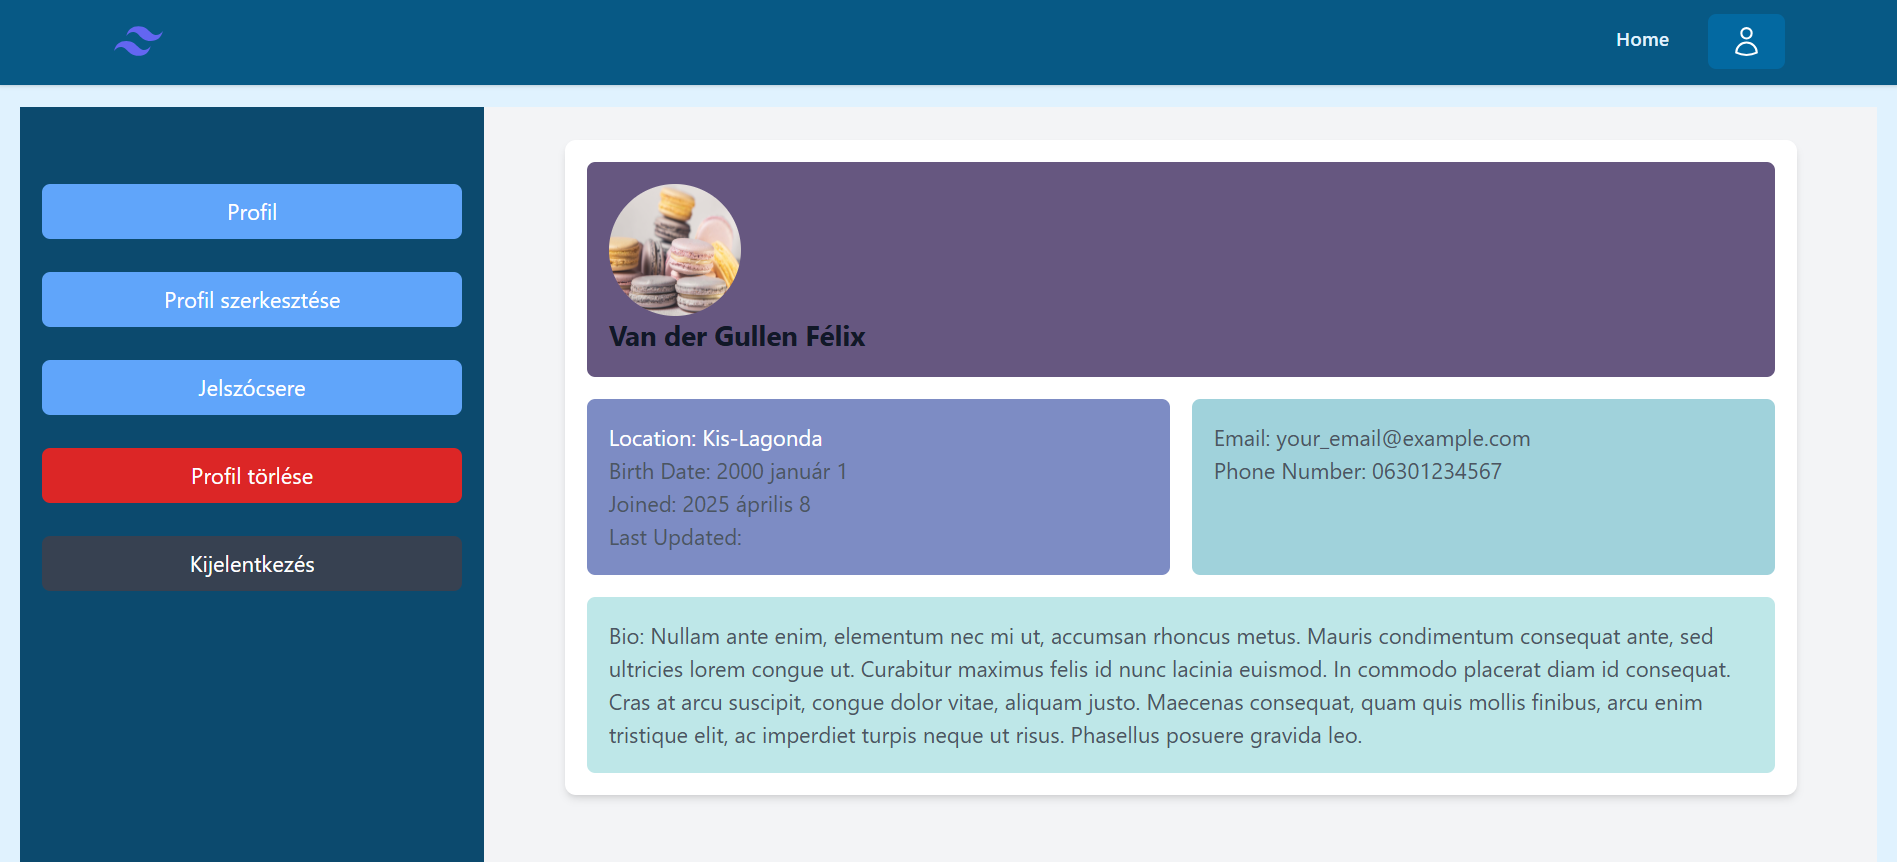 Home
Profil
Profil szerkesztése
Jelszócsere
Profil törlése
Kijelentkezés
Van der Gullen Félix
Location: Kis-Lagonda
Birth Date: 2000 január 1
Joined: 2025 április 8
Last Updated:
Email: your_email@example.com
Phone Number: 06301234567
Bio: Nullam ante enim, elementum nec mi ut, accumsan rhoncus metus. Mauris condimentum consequat ante, sed
ultricies lorem congue ut. Curabitur maximus felis id nunc lacinia euismod. In commodo placerat diam id consequat.
Cras at arcu suscipit, congue dolor vitae, aliquam justo. Maecenas consequat, quam quis mollis finibus, arcu enim
tristique elit, ac imperdiet turpis neque ut risus. Phasellus posuere gravida leo.